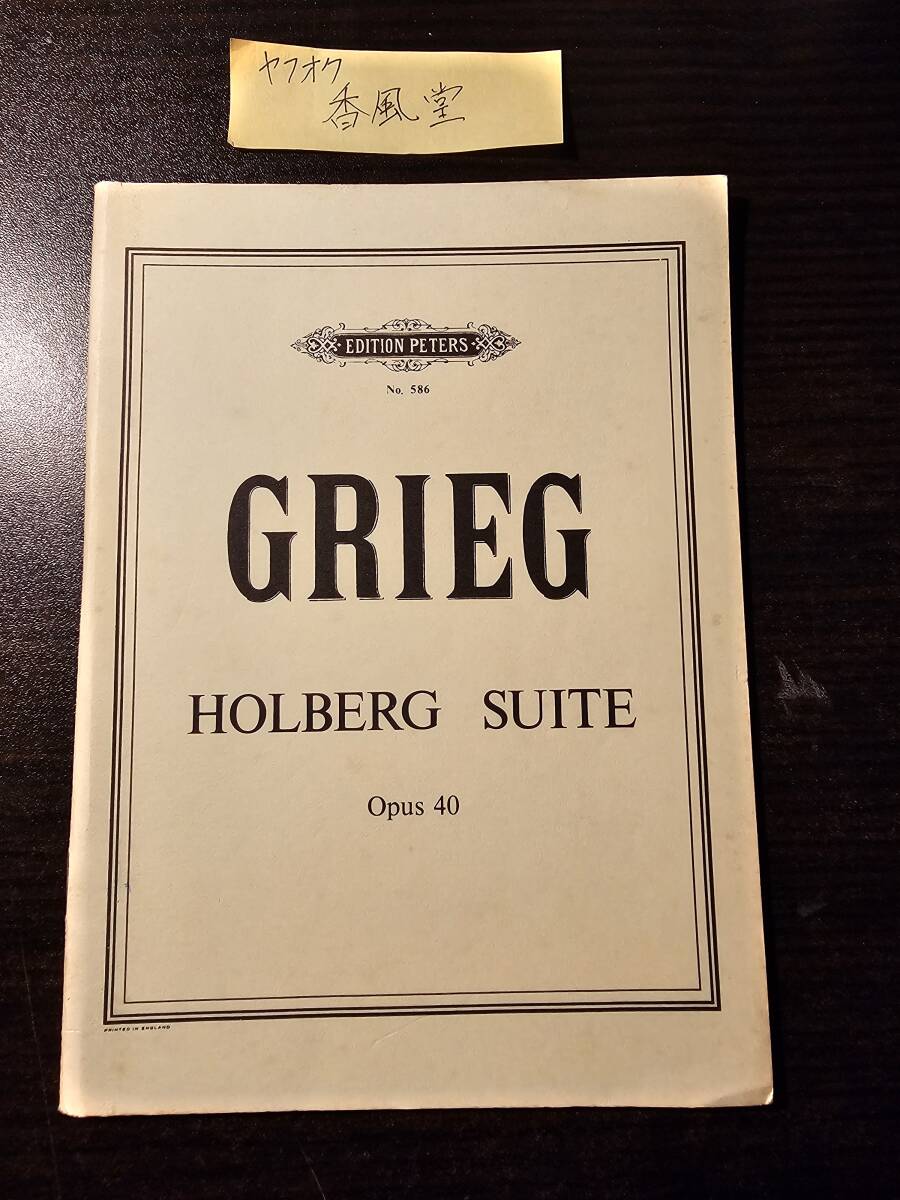 ヤフオク
香風堂
EDITION PETERS
No. 586
GRIEG
HOLBERG SUITE
Opus 40
PRINTED IN ENGLAND